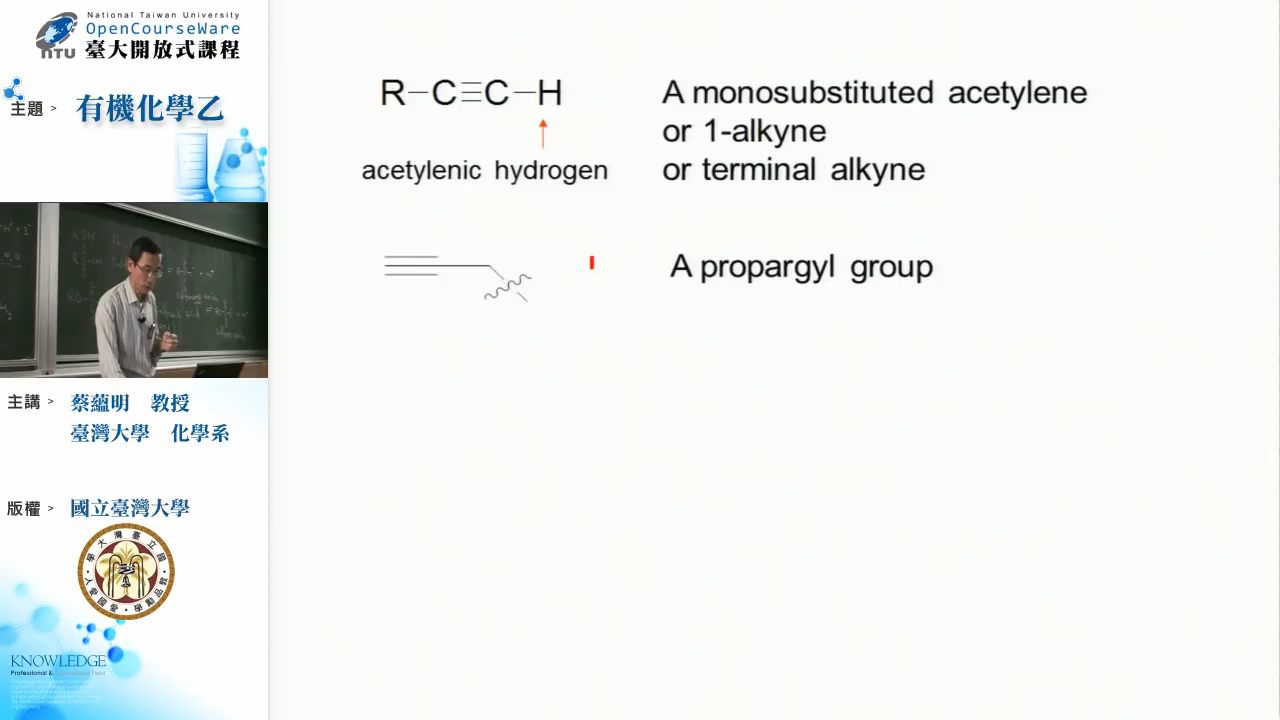 National Taiwan University
OpenCourseWare
NTU 臺大開放式課程
主題 > 有機化學乙
R—C≡C—H
acetylenic hydrogen
A monosubstituted acetylene
or 1-alkyne
or terminal alkyne
A propargyl group
主講 > 蔡蘊明 教授
臺灣大學 化學系
版權 > 國立臺灣大學
KNOWLEDGE